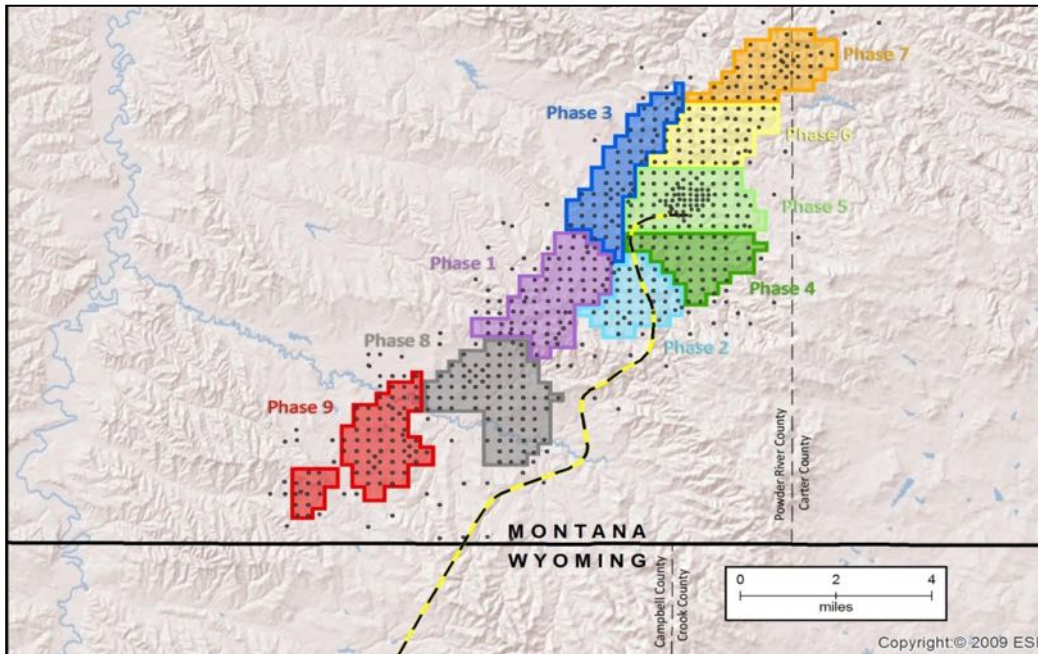 Phase 7
Phase 3
Phase 6
Phase 5
Phase 1
Phase 4
Phase 8
Phase 2
Phase 9
Powder River County
Carter County
MONTANA
WYOMING
Campbell County
Crook County
0 2 4
miles
Copyright:© 2009 ESI